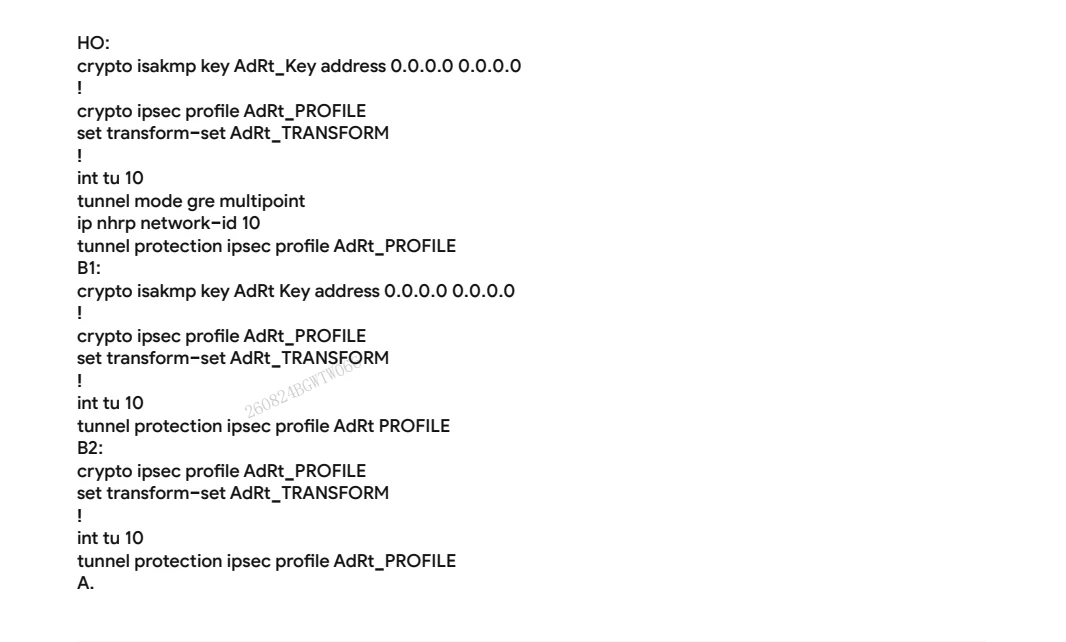 HO:
crypto isakmp key AdRt_Key address 0.0.0.0 0.0.0.0
!
crypto ipsec profile AdRt_PROFILE
set transform-set AdRt_TRANSFORM
!
int tu 10
tunnel mode gre multipoint
ip nhrp network-id 10
tunnel protection ipsec profile AdRt_PROFILE
B1:
crypto isakmp key AdRt Key address 0.0.0.0 0.0.0.0
!
crypto ipsec profile AdRt_PROFILE
set transform-set AdRt_TRANSFORM
!
int tu 10
tunnel protection ipsec profile AdRt PROFILE
B2:
crypto ipsec profile AdRt_PROFILE
set transform-set AdRt_TRANSFORM
!
int tu 10
tunnel protection ipsec profile AdRt_PROFILE
A.